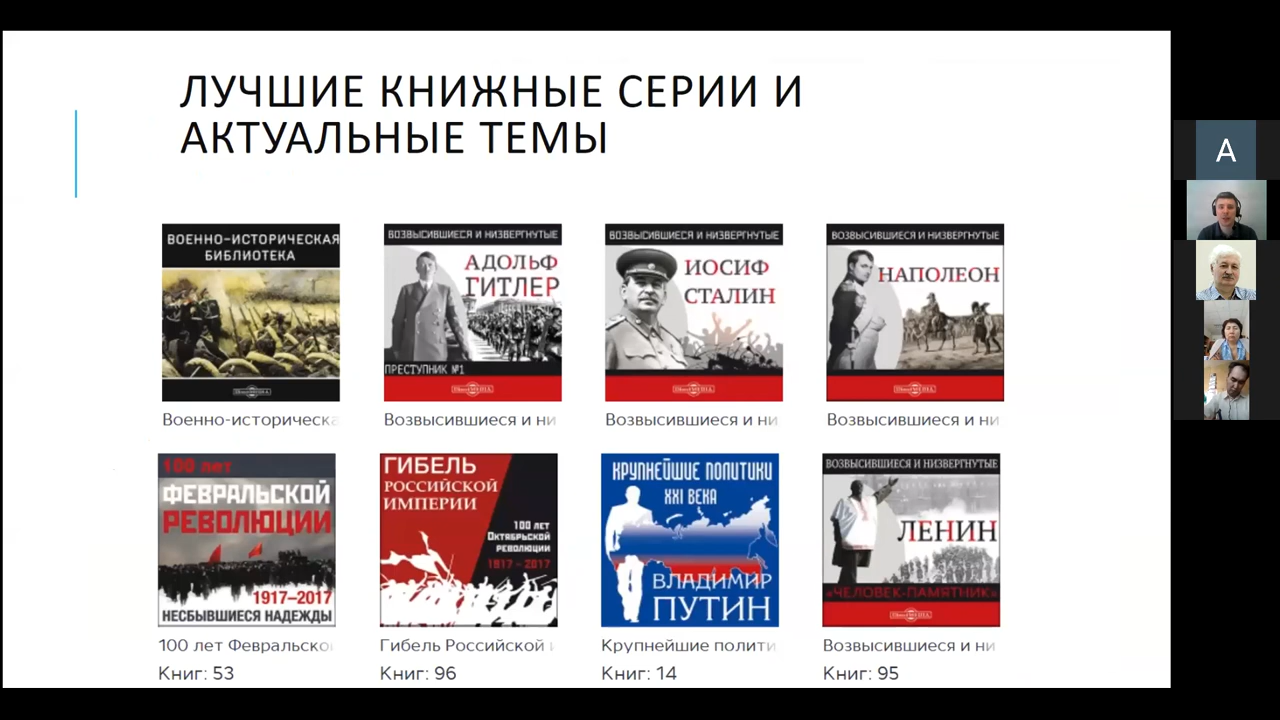 ЛУЧШИЕ КНИЖНЫЕ СЕРИИ И
АКТУАЛЬНЫЕ ТЕМЫ
ВОЕННО-ИСТОРИЧЕСКАЯ
БИБЛИОТЕКА
Военно-историческа
ВОЗВЫСИВШИЕСЯ И НИЗВЕРГНУТЫЕ
АДОЛЬФ
ГИТЛЕР
ПРЕСТУПНИК №1
Возвысившиеся и ни
ВОЗВЫСИВШИЕСЯ И НИЗВЕРГНУТЫЕ
ИОСИФ
СТАЛИН
Возвысившиеся и ни
ВОЗВЫСИВШИЕСЯ И НИЗВЕРГНУТЫЕ
НАПОЛЕОН
Возвысившиеся и ни
100 лет
ФЕВРАЛЬСКОЙ
РЕВОЛЮЦИИ
1917–2017
НЕСБЫВШИЕСЯ НАДЕЖДЫ
100 лет Февральско
Книг: 53
ГИБЕЛЬ
РОССИЙСКОЙ
ИМПЕРИИ
100 лет
Октябрьской
революции
1917 - 2017
Гибель Российской
Книг: 96
КРУПНЕЙШИЕ ПОЛИТИКИ
XXI ВЕКА
ВЛАДИМИР
ПУТИН
Крупнейшие полити
Книг: 14
ВОЗВЫСИВШИЕСЯ И НИЗВЕРГНУТЫЕ
ЛЕНИН
«ЧЕЛОВЕК-ПАМЯТНИК»
Возвысившиеся и ни
Книг: 95
A